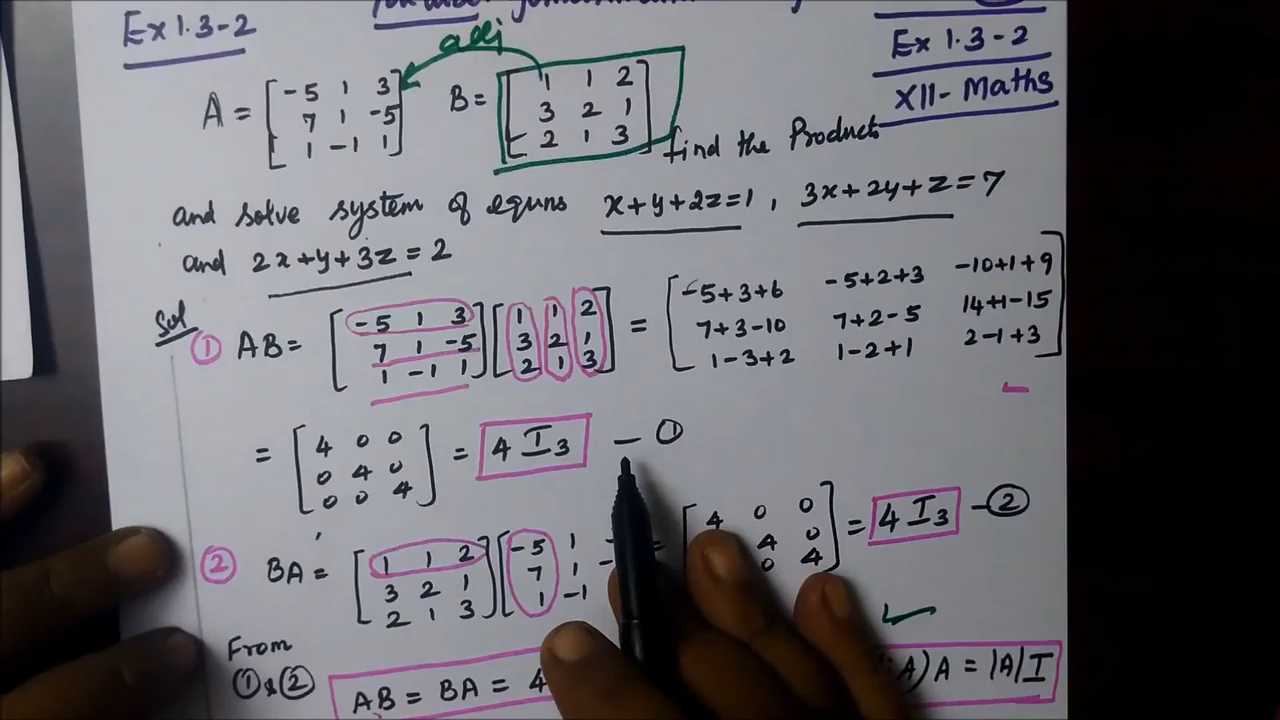 Ex 1.3-2
Ex 1.3-2
XII- Maths
adj
A = [ -5 1 3 B = [ 1 1 2
7 1 -5 3 2 1
1 -1 1 ] 2 1 3 ] find the Product
and solve system of equns x+y+2z=1, 3x+2y+z=7
and 2x+y+3z=2
Sol
① AB = [ -5 1 3 ] [ 1 1 2 ] = [ -5+3+6 -5+2+3 -10+1+9 ]
7 1 -5 3 2 1 7+3-10 7+2-5 14+1-15
1 -1 1 2 1 3 1-3+2 1-2+1 2-1+3
= [ 4 0 0 ] = 4 I3 — ①
0 4 0
0 0 4
② BA = [ 1 1 2 ] [ -5 1 = [ 4 0 0 ] = 4 I3 -②
3 2 1 7 1 4 0
2 1 3 1 -1 0 4
From
① & ② AB = BA = 4 A)A = |A|I